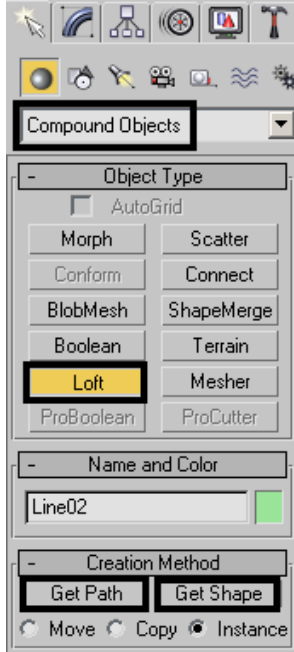 Compound Objects
- Object Type
AutoGrid
Morph Scatter
Conform Connect
BlobMesh ShapeMerge
Boolean Terrain
Loft Mesher
ProBoolean ProCutter
- Name and Color
Line02
- Creation Method
Get Path Get Shape
Move Copy Instance